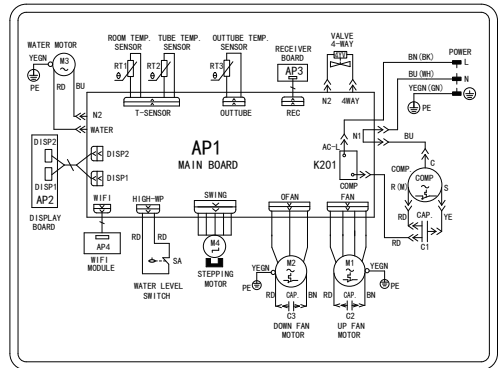 ROOM TEMP. SENSOR
TUBE TEMP. SENSOR
OUTTUBE TEMP. SENSOR
RECEIVER BOARD
VALVE 4-WAY
WATER MOTOR
YEGN
M3
PE
RD
BU
RT1
RT2
RT3
θ
θ
θ
AP3
BN(BK)
POWER
L
BU(WH)
N
YEGN(GN)
PE
T-SENSOR
OUTTUBE
REC
N2
4WAY
N2
WATER
AP1
MAIN BOARD
AC-L
N1
BU
K201
COMP
DISP2
DISP1
AP2
DISPLAY BOARD
DISP2
DISP1
COMP.
COMP
C
R(M)
S
RD
YE
CAP.
C1
RD
WIFI
HIGH-WP
SWING
OFAN
FAN
AP4
WIFI MODULE
RD
RD
SA
WATER LEVEL SWITCH
M4
STEPPING MOTOR
YEGN
PE
M2
RD
CAP.
BN
C3
DOWN FAN MOTOR
M1
YEGN
PE
RD
CAP.
BN
C2
UP FAN MOTOR